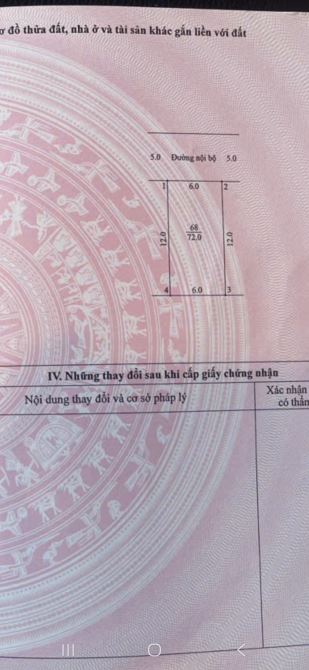 ơ đồ thửa đất, nhà ở và tài sản khác gắn liền với đất
5.0 Đường nội bộ 5.0
1 6.0 2
68
12.0 72.0 12.0
4 6.0 3
IV. Những thay đổi sau khi cấp giấy chứng nhận
Nội dung thay đổi và cơ sở pháp lý
Xác nhận
có thẩm